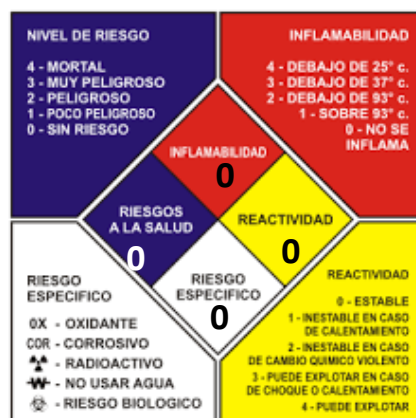 NIVEL DE RIESGO
4 - MORTAL
3 - MUY PELIGROSO
2 - PELIGROSO
1 - POCO PELIGROSO
0 - SIN RIESGO
INFLAMABILIDAD
4 - DEBAJO DE 25° c.
3 - DEBAJO DE 37° c.
2 - DEBAJO DE 93° c.
1 - SOBRE 93° c.
0 - NO SE
INFLAMA
INFLAMABILIDAD
0
RIESGOS
A LA SALUD
0
REACTIVIDAD
0
RIESGO
ESPECIFICO
0
RIESGO
ESPECIFICO
OX - OXIDANTE
COR - CORROSIVO
- RADIOACTIVO
W - NO USAR AGUA
- RIESGO BIOLOGICO
REACTIVIDAD
0 - ESTABLE
1 - INESTABLE EN CASO
DE CALENTAMIENTO
2 - INESTABLE EN CASO
DE CAMBIO QUIMICO VIOLENTO
3 - PUEDE EXPLOTAR EN CASO
DE CHOQUE O CALENTAMIENTO
4 - PUEDE EXPLOTAR